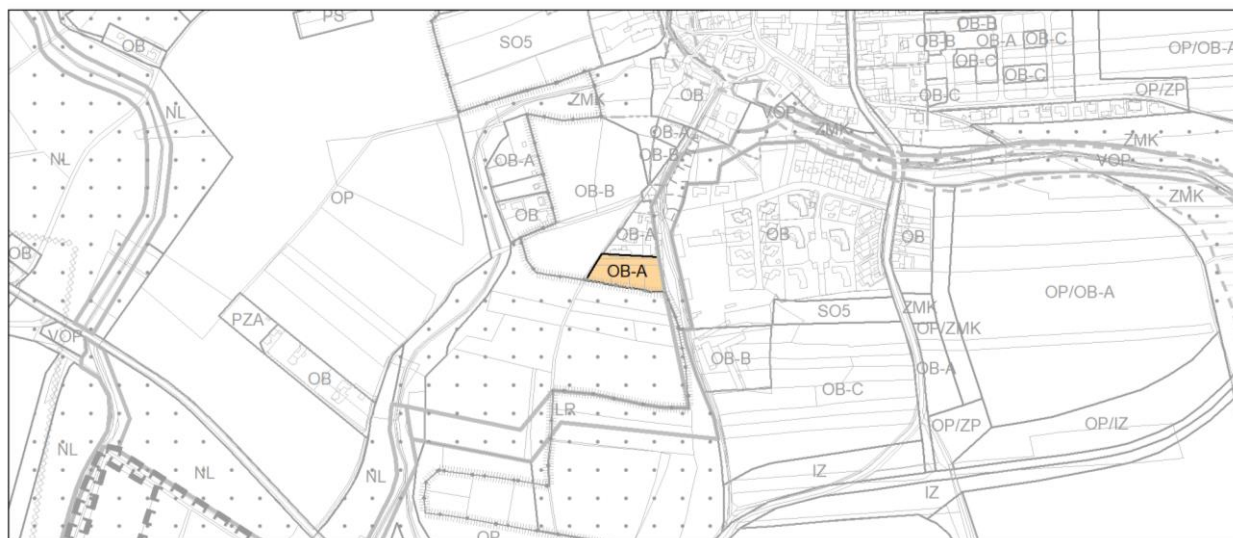 PS
OB
SO5
OB-B
OB-B
OB-A
OB-C
OB-C
OB-C
OB-C
OP/OB-A
OP/ZP
NL
ZMK
OB
VOP
ZMK
OB-A
ZMK
VOP
NL
OB-A
OB-B
OB-B
OP
ZMK
OB
OB-A
OB
OB
OB
OB-A
OP/OB-A
PZA
SO5
ZMK
VOP
OP/ZMK
OB
OB-B
OB-A
OB-C
LR
OP/ZP
OP/IZ
NL
NL
NL
IZ
IZ
OP